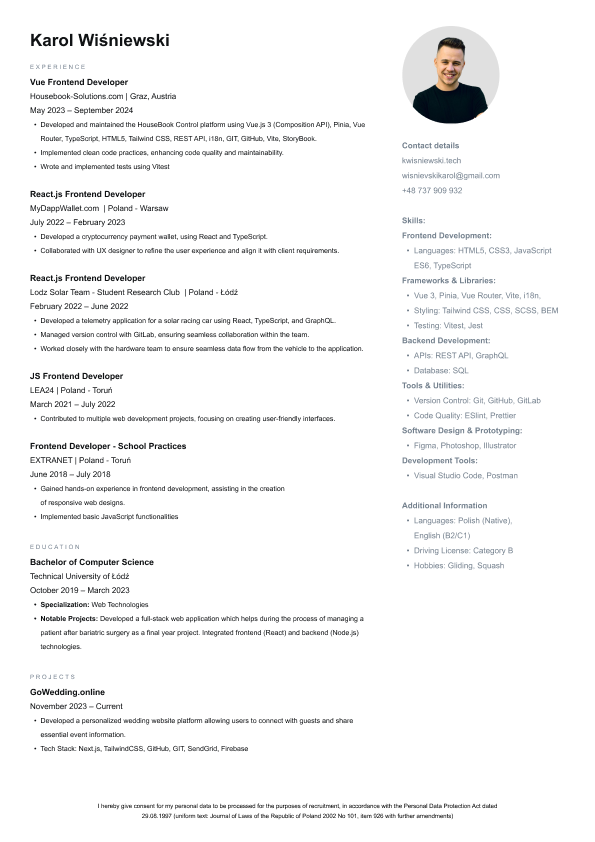 Karol Wiśniewski
EXPERIENCE
Vue Frontend Developer
Housebook-Solutions.com | Graz, Austria
May 2023 – September 2024
• Developed and maintained the HouseBook Control platform using Vue.js 3 (Composition API), Pinia, Vue
Router, TypeScript, HTML5, Tailwind CSS, REST API, i18n, GIT, GitHub, Vite, StoryBook.
• Implemented clean code practices, enhancing code quality and maintainability.
• Wrote and implemented tests using Vitest
React.js Frontend Developer
MyDappWallet.com | Poland - Warsaw
July 2022 – February 2023
• Developed a cryptocurrency payment wallet, using React and TypeScript.
• Collaborated with UX designer to refine the user experience and align it with client requirements.
React.js Frontend Developer
Lodz Solar Team - Student Research Club | Poland - Łódź
February 2022 – June 2022
• Developed a telemetry application for a solar racing car using React, TypeScript, and GraphQL.
• Managed version control with GitLab, ensuring seamless collaboration within the team.
• Worked closely with the hardware team to ensure seamless data flow from the vehicle to the application.
JS Frontend Developer
LEA24 | Poland - Toruń
March 2021 – July 2022
• Contributed to multiple web development projects, focusing on creating user-friendly interfaces.
Frontend Developer - School Practices
EXTRANET | Poland - Toruń
June 2018 – July 2018
• Gained hands-on experience in frontend development, assisting in the creation
of responsive web designs.
• Implemented basic JavaScript functionalities
EDUCATION
Bachelor of Computer Science
Technical University of Łódź
October 2019 – March 2023
• Specialization: Web Technologies
• Notable Projects: Developed a full-stack web application which helps during the process of managing a
patient after bariatric surgery as a final year project. Integrated frontend (React) and backend (Node.js)
technologies.
PROJECTS
GoWedding.online
November 2023 – Current
• Developed a personalized wedding website platform allowing users to connect with guests and share
essential event information.
• Tech Stack: Next.js, TailwindCSS, GitHub, GIT, SendGrid, Firebase
Contact details
kwisniewski.tech
wisnievskikarol@gmail.com
+48 737 909 932
Skills:
Frontend Development:
• Languages: HTML5, CSS3, JavaScript
ES6, TypeScript
Frameworks & Libraries:
• Vue 3, Pinia, Vue Router, Vite, i18n,
• Styling: Tailwind CSS, CSS, SCSS, BEM
• Testing: Vitest, Jest
Backend Development:
• APIs: REST API, GraphQL
• Database: SQL
Tools & Utilities:
• Version Control: Git, GitHub, GitLab
• Code Quality: ESlint, Prettier
Software Design & Prototyping:
• Figma, Photoshop, Illustrator
Development Tools:
• Visual Studio Code, Postman
Additional Information
• Languages: Polish (Native),
English (B2/C1)
• Driving License: Category B
• Hobbies: Gliding, Squash
I hereby give consent for my personal data to be processed for the purposes of recruitment, in accordance with the Personal Data Protection Act dated
29.08.1997 (uniform text: Journal of Laws of the Republic of Poland 2002 No 101, item 926 with further amendments)